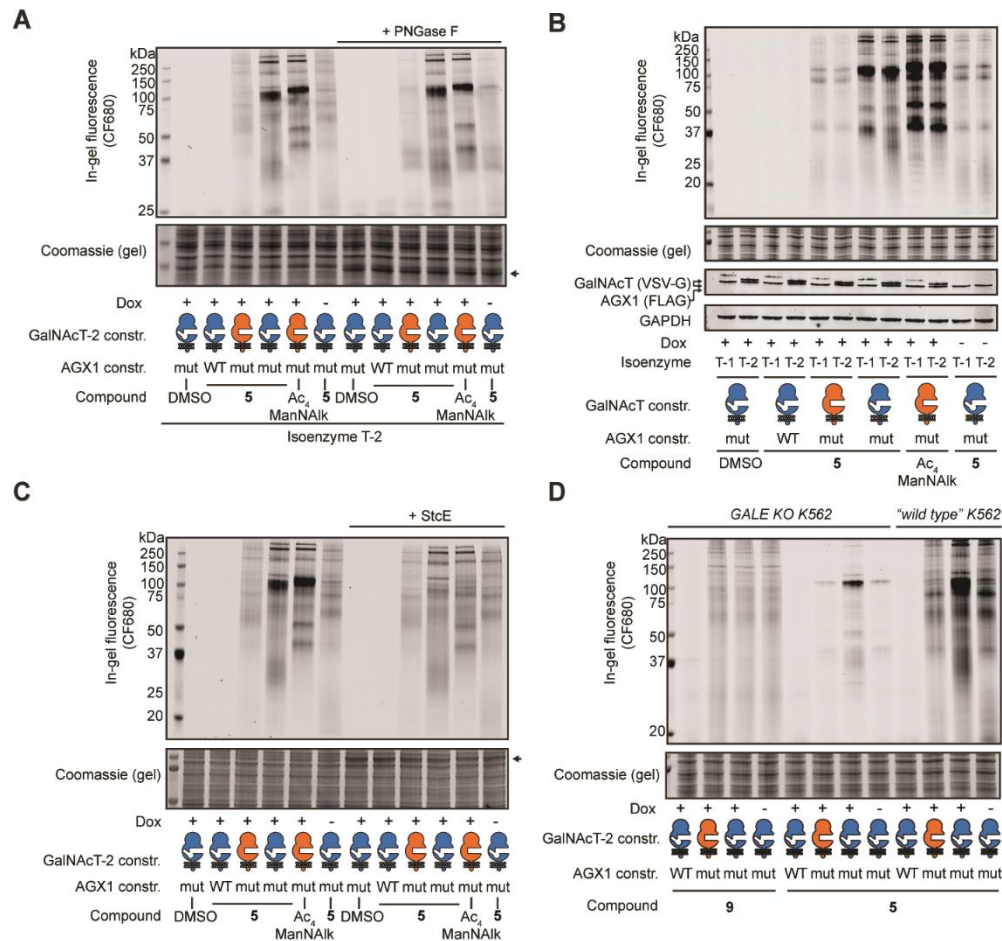 A
+ PNGase F
kDa
250
150
100
75
50
37
25
In-gel fluorescence
(CF680)
Coomassie (gel)
Dox + + + + + - + + + + + -
GalNAcT-2 constr.
AGX1 constr. mut WT mut mut mut mut mut WT mut mut mut mut
Compound DMSO 5 Ac4 ManNAlk 5 DMSO 5 Ac4 ManNAlk 5
Isoenzyme T-2
B
kDa
250
150
100
75
50
37
25
20
In-gel fluorescence
(CF680)
Coomassie (gel)
GalNAcT (VSV-G)
AGX1 (FLAG)
GAPDH
Dox + + + + + + + + + + - -
Isoenzyme T-1 T-2 T-1 T-2 T-1 T-2 T-1 T-2 T-1 T-2 T-1 T-2
GalNAcT constr.
AGX1 constr. mut WT mut mut mut mut
Compound DMSO 5 Ac4 ManNAlk 5
C
+ StcE
kDa
250
150
100
75
50
37
25
20
In-gel fluorescence
(CF680)
Coomassie (gel)
Dox + + + + + - + + + + + -
GalNAcT-2 constr.
AGX1 constr. mut WT mut mut mut mut mut WT mut mut mut mut
Compound DMSO 5 Ac4 ManNAlk 5 DMSO 5 Ac4 ManNAlk 5
D
GALE KO K562 "wild type" K562
kDa
250
150
100
75
50
37
20
In-gel fluorescence
(CF680)
Coomassie (gel)
Dox + + + - + + + - + + + -
GalNAcT-2 constr.
AGX1 constr. WT mut mut mut WT mut mut mut WT mut mut mut
Compound 9 5